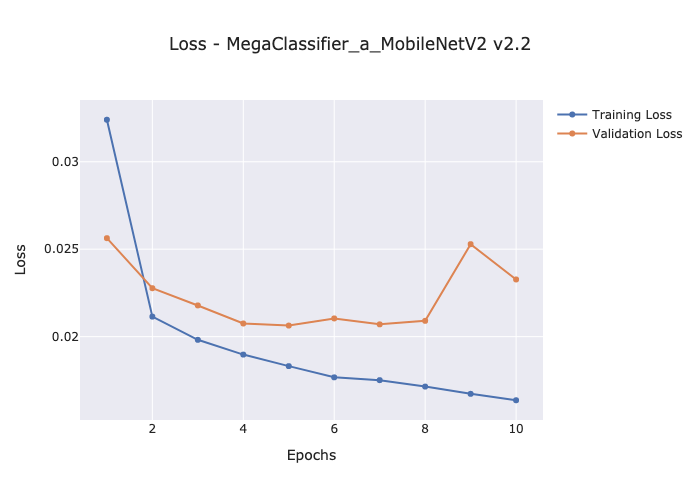 Loss - MegaClassifier_a_MobileNetV2 v2.2
Training Loss
Validation Loss
0.03
0.025
0.02
Loss
2
4
6
8
10
Epochs